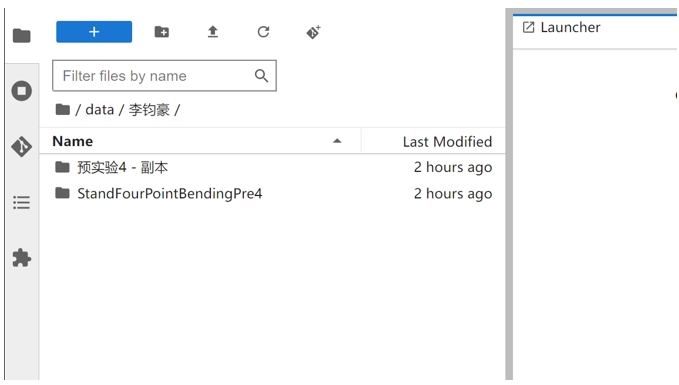 Launcher
Filter files by name
/ data / 李钧豪 /
Name Last Modified
预实验4 - 副本 2 hours ago
StandFourPointBendingPre4 2 hours ago